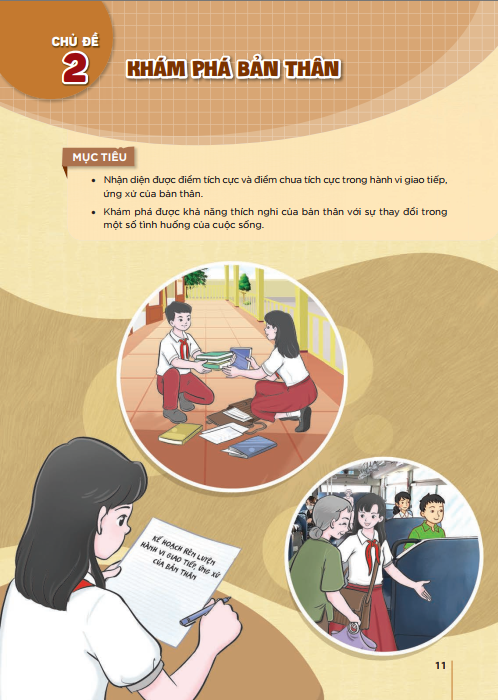 CHỦ ĐỀ
2
KHÁM PHÁ BẢN THÂN
MỤC TIÊU
• Nhận diện được điểm tích cực và điểm chưa tích cực trong hành vi giao tiếp,
ứng xử của bản thân.
• Khám phá được khả năng thích nghi của bản thân với sự thay đổi trong
một số tình huống của cuộc sống.
KẾ HOẠCH RÈN LUYỆN
HÀNH VI GIAO TIẾP, ỨNG XỬ
CỦA BẢN THÂN
11